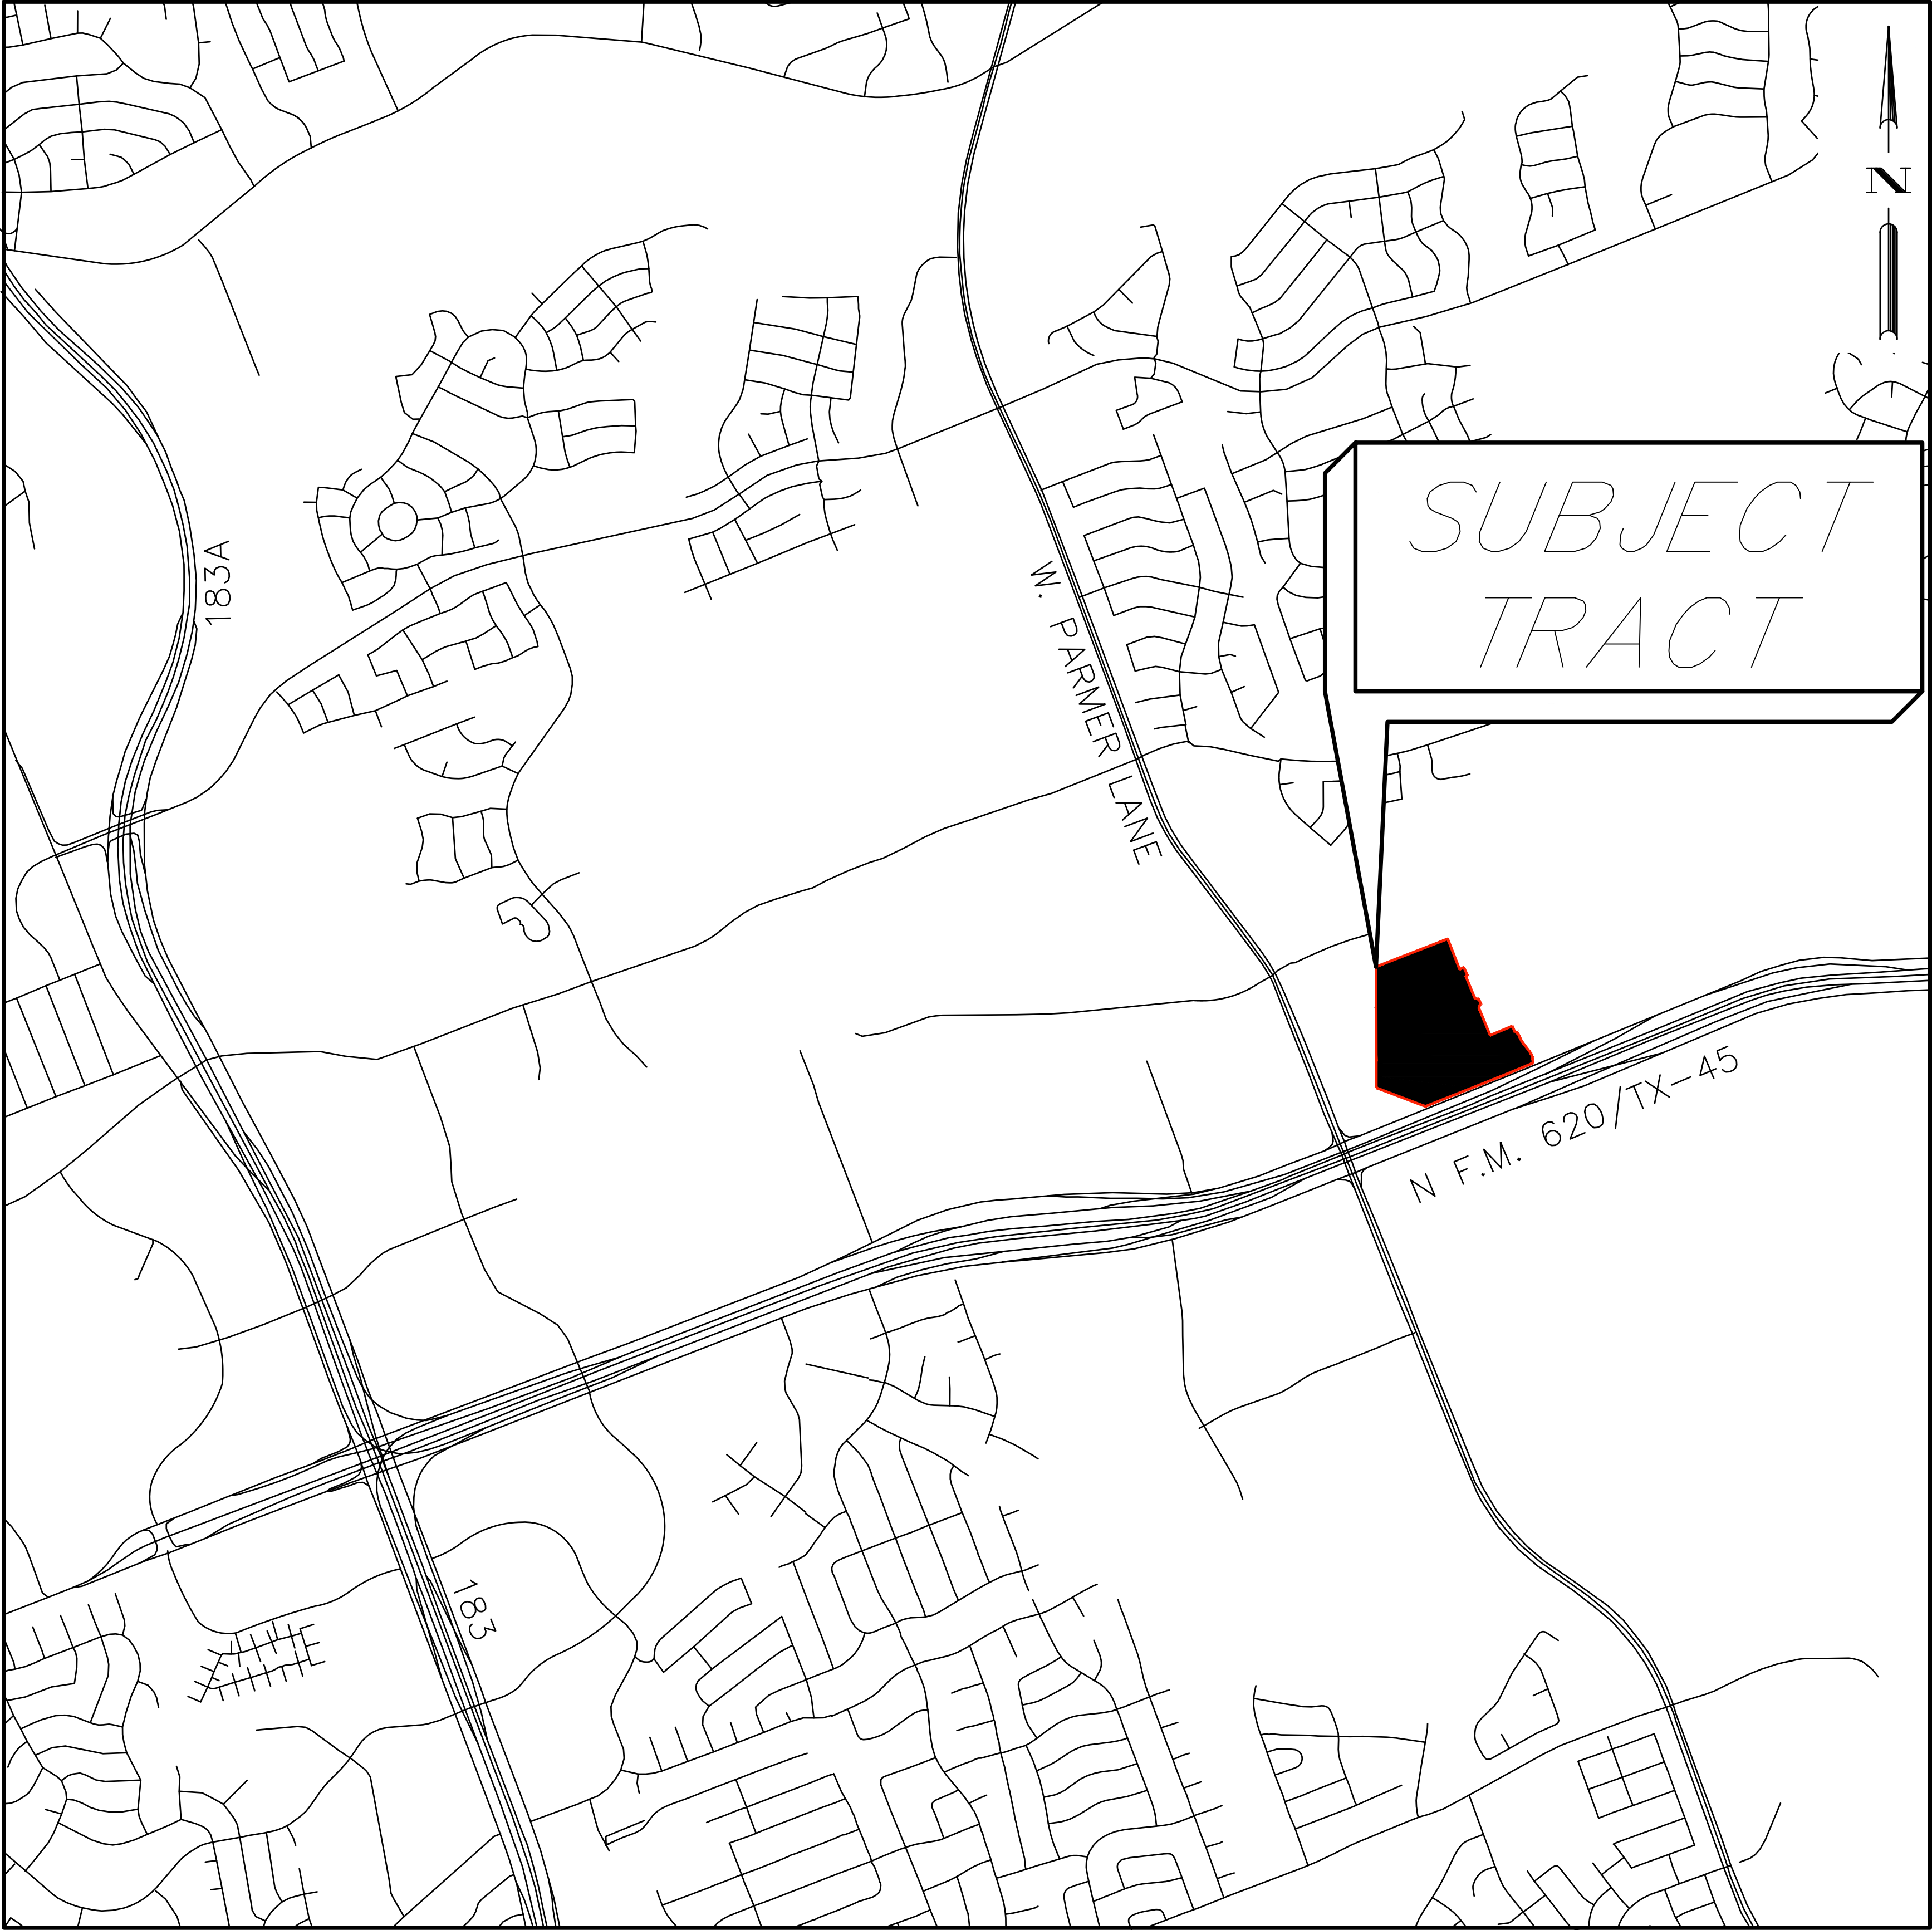 N
SUBJECT
TRACT
183A
W. PARMER LANE
N F.M. 620/TX-45
183